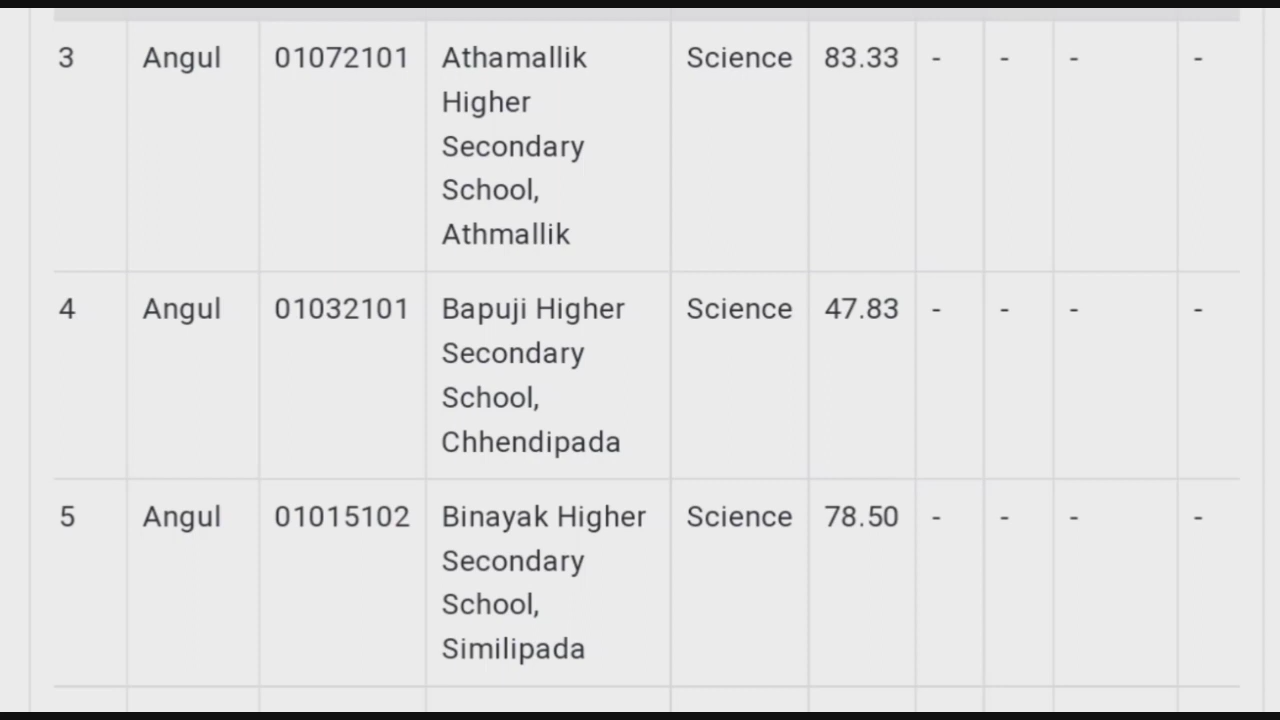 3 Angul 01072101 Athamallik Science 83.33 - - - -
Higher
Secondary
School,
Athmallik
4 Angul 01032101 Bapuji Higher Science 47.83 - - - -
Secondary
School,
Chhendipada
5 Angul 01015102 Binayak Higher Science 78.50 - - - -
Secondary
School,
Similipada